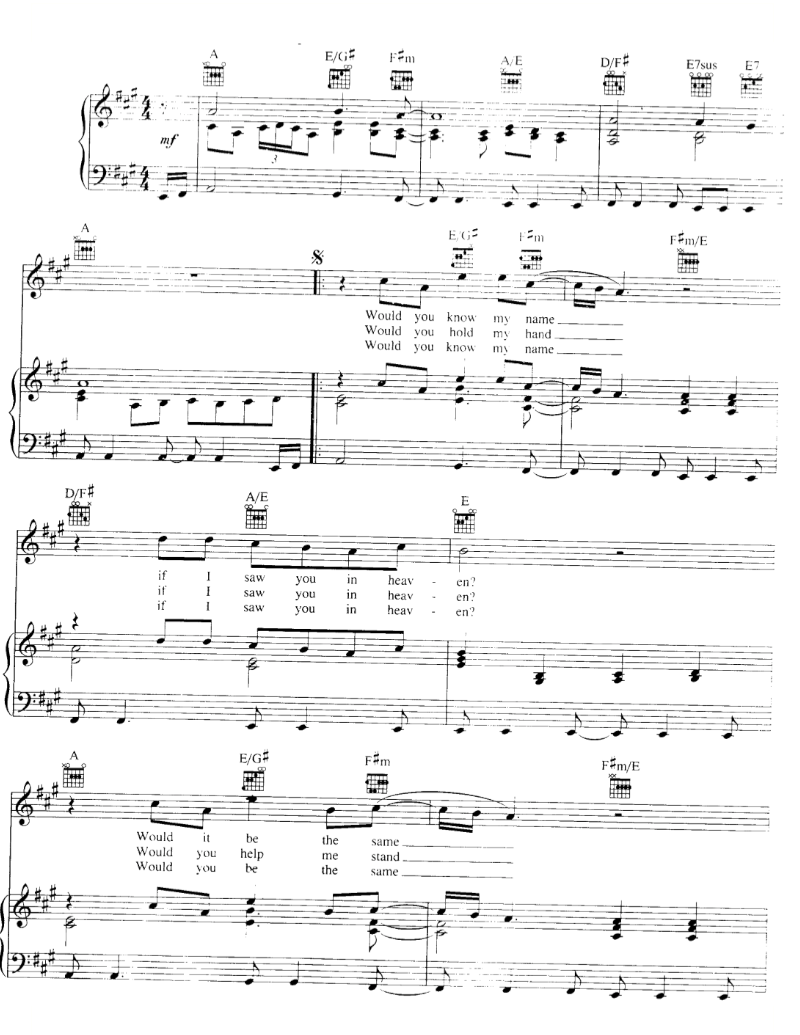 A E/G♯ F♯m A/E D/F♯ E7sus E7
4
4
mf
3
4
4
A E/G♯ F♯m F♯m/E
Would you know my name
Would you hold my hand
Would you know my name
D/F♯ A/E E
if I saw you in heav - en?
if I saw you in heav - en?
if I saw you in heav - en?
A E/G♯ F♯m F♯m/E
Would it be the same
Would you help me stand
Would you be the same